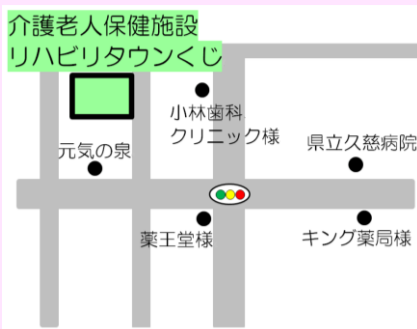 介護老人保健施設
リハビリタウンくじ
小林歯科
クリニック様
元気の泉
県立久慈病院
薬王堂様
キング薬局様